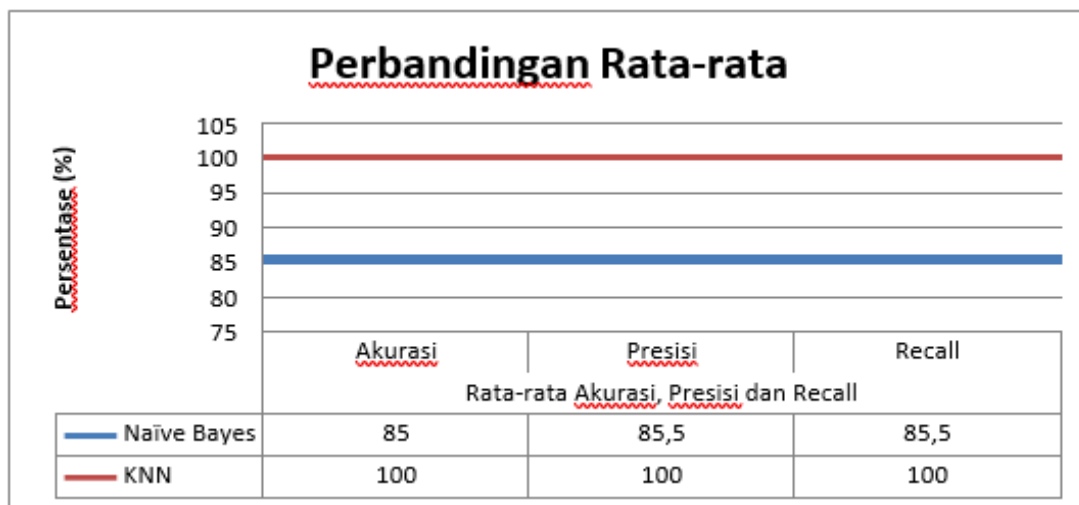 Perbandingan Rata-rata
Persentase (%)
105
100
95
90
85
80
75
Akurasi Presisi Recall
Rata-rata Akurasi, Presisi dan Recall
Naïve Bayes 85 85,5 85,5
KNN 100 100 100